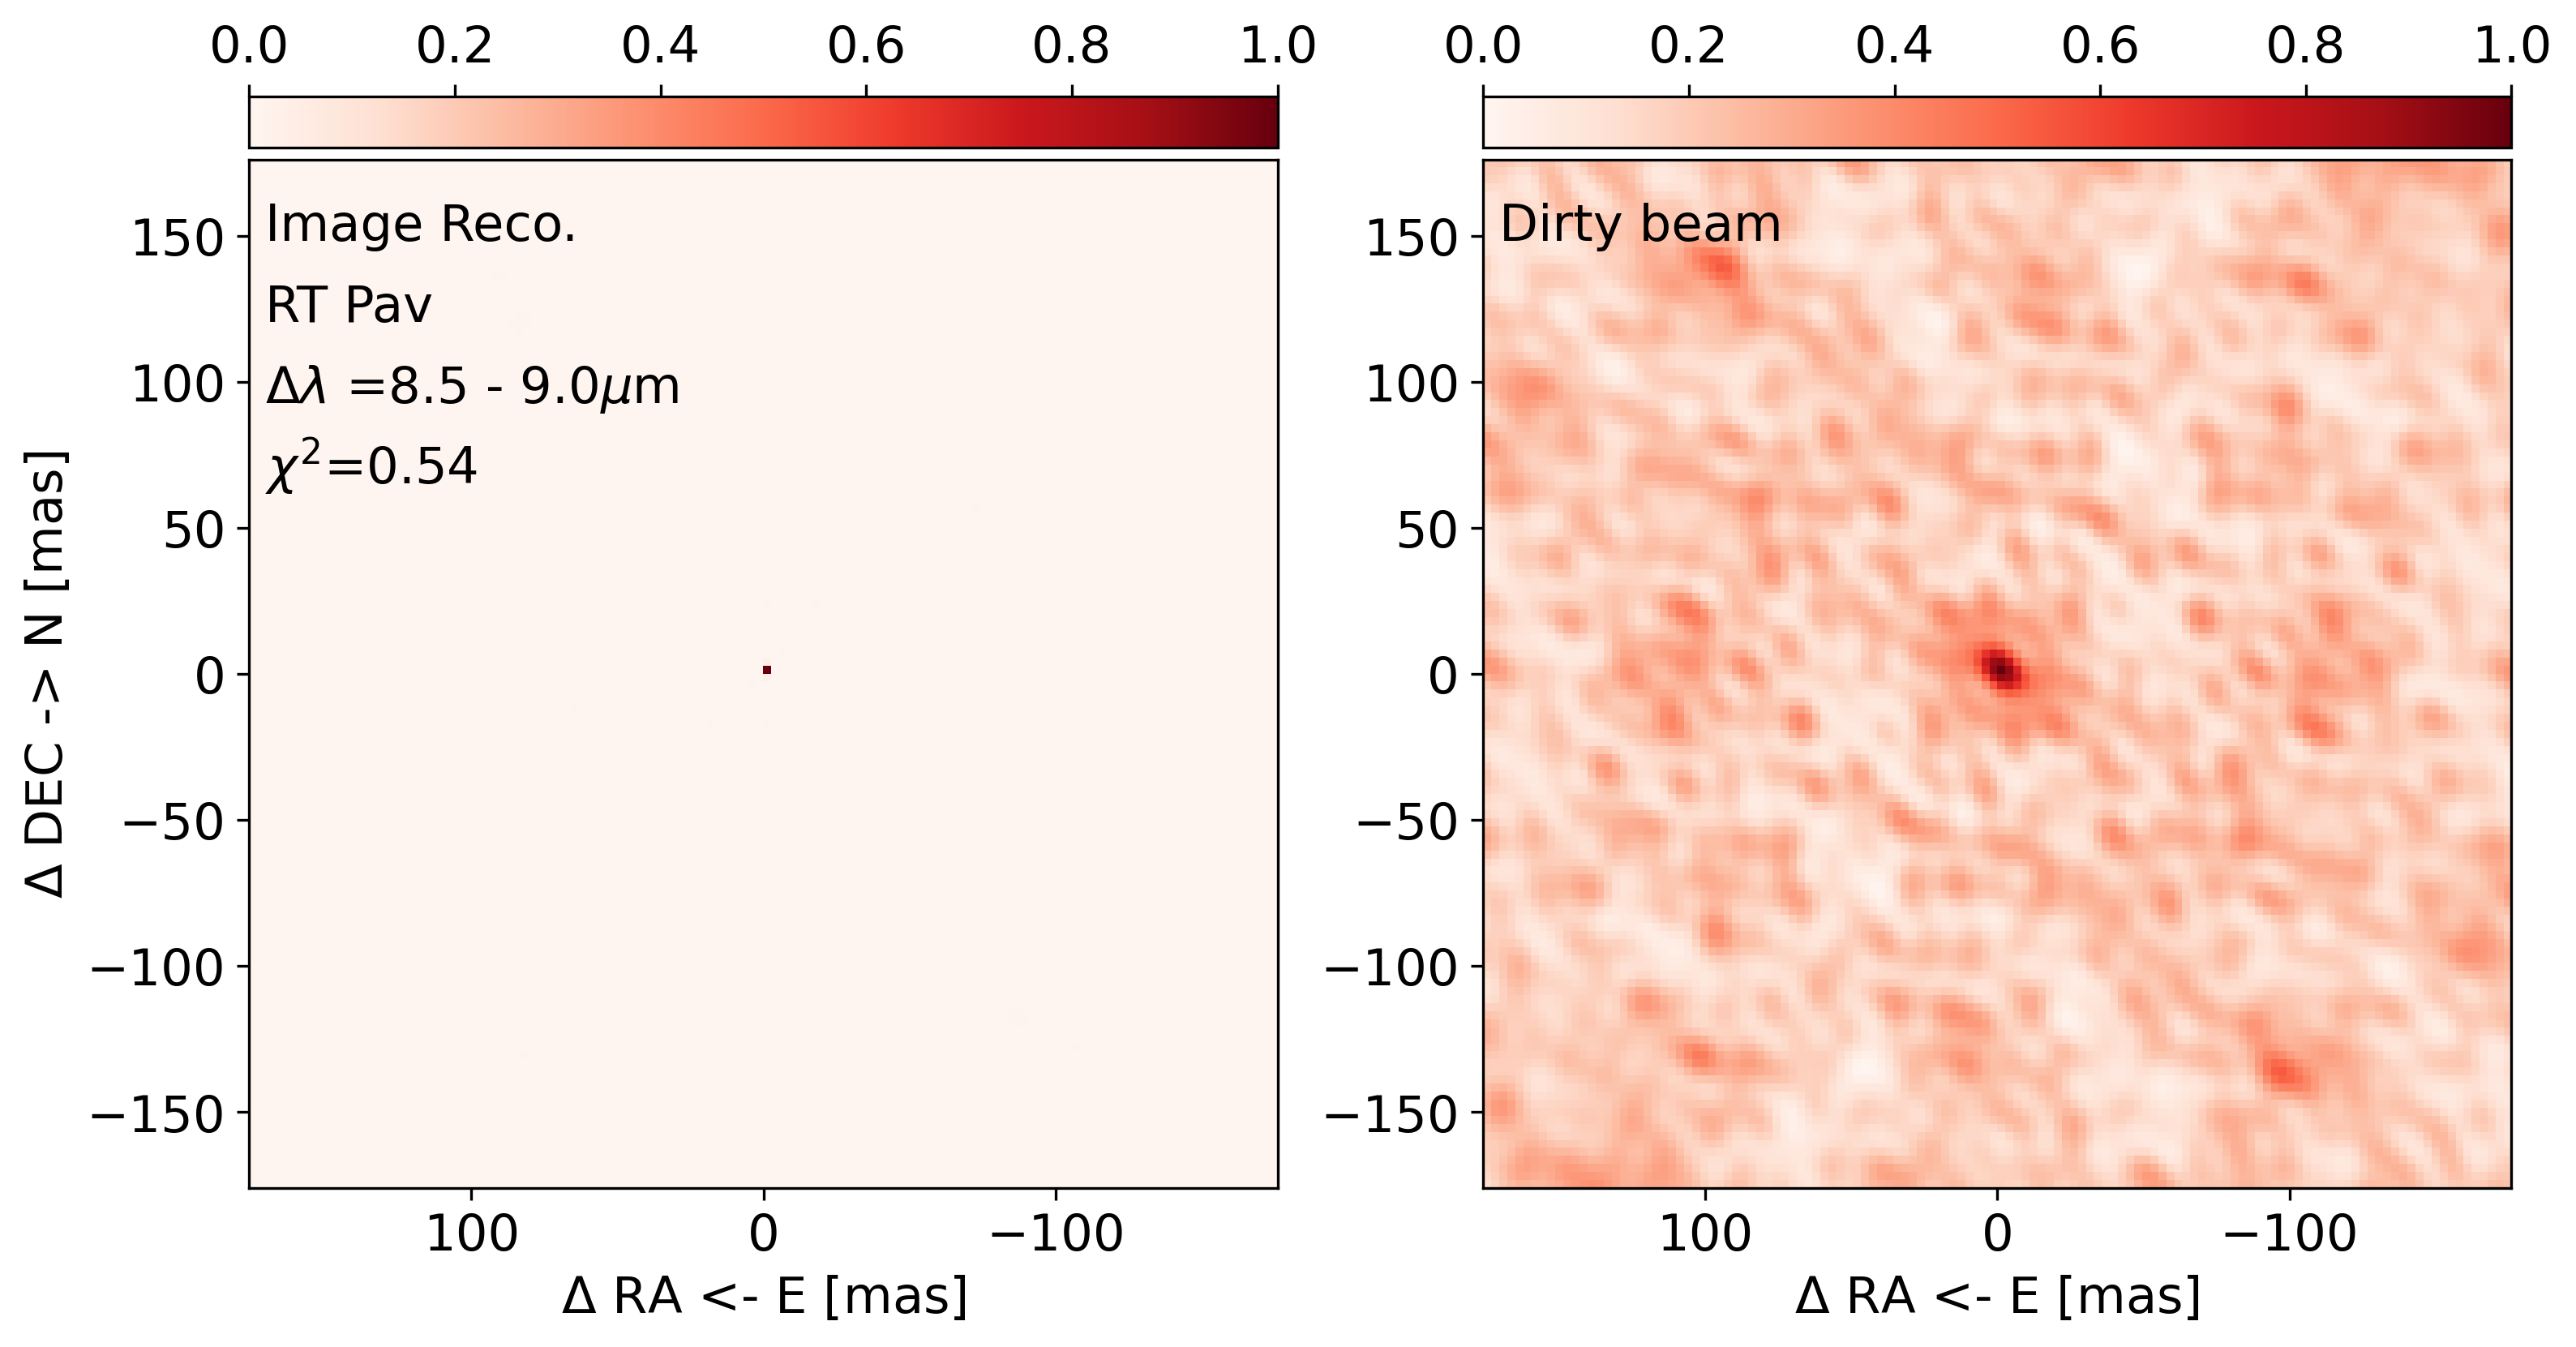 0.0 0.2 0.4 0.6 0.8 1.0
0.0 0.2 0.4 0.6 0.8 1.0
Image Reco.
RT Pav
Δλ =8.5 - 9.0μm
χ²=0.54
Δ DEC -> N [mas]
150
100
50
0
−50
−100
−150
100 0 −100
Δ RA <- E [mas]
Dirty beam
150
100
50
0
−50
−100
−150
100 0 −100
Δ RA <- E [mas]